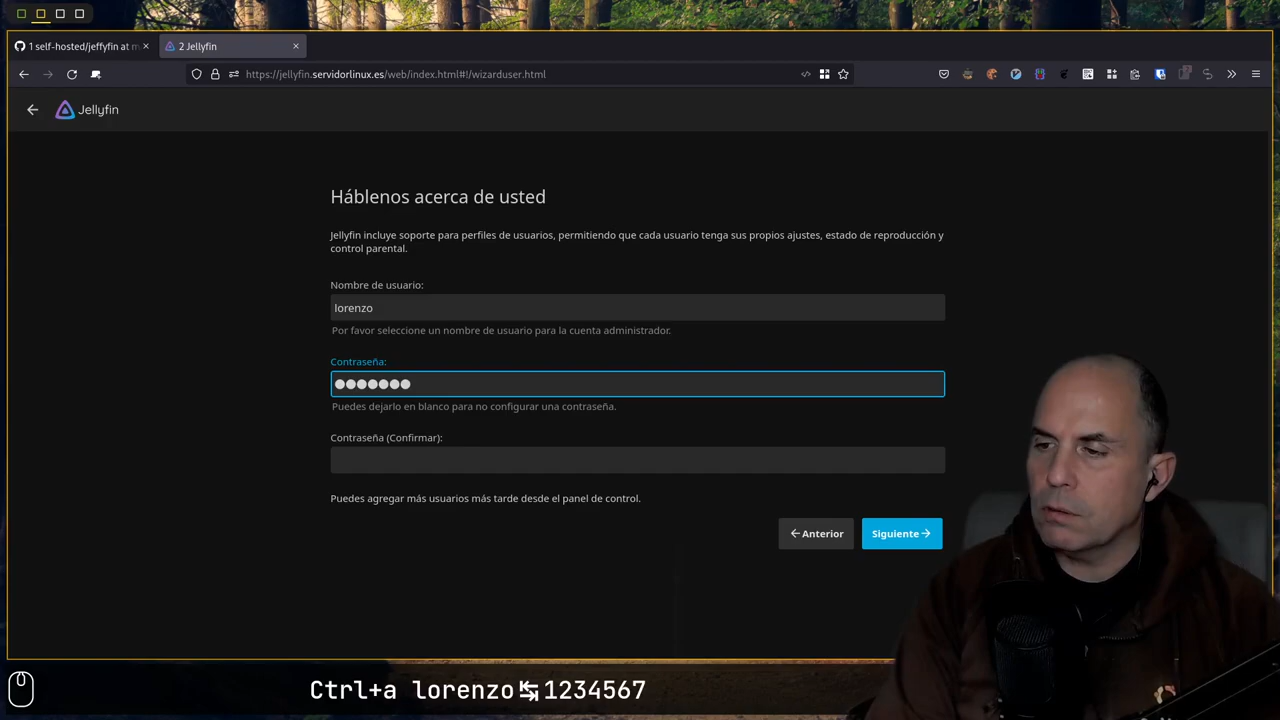 1 self-hosted/jeffyfin at m
2 Jellyfin
https://jellyfin.servidorlinux.es/web/index.html#!/wizarduser.html
Jellyfin
Háblenos acerca de usted
Jellyfin incluye soporte para perfiles de usuarios, permitiendo que cada usuario tenga sus propios ajustes, estado de reproducción y
control parental.
Nombre de usuario:
lorenzo
Por favor seleccione un nombre de usuario para la cuenta administrador.
Contraseña:
Puedes dejarlo en blanco para no configurar una contraseña.
Contraseña (Confirmar):
Puedes agregar más usuarios más tarde desde el panel de control.
Anterior
Siguiente
Ctrl+a lorenzo↹1234567